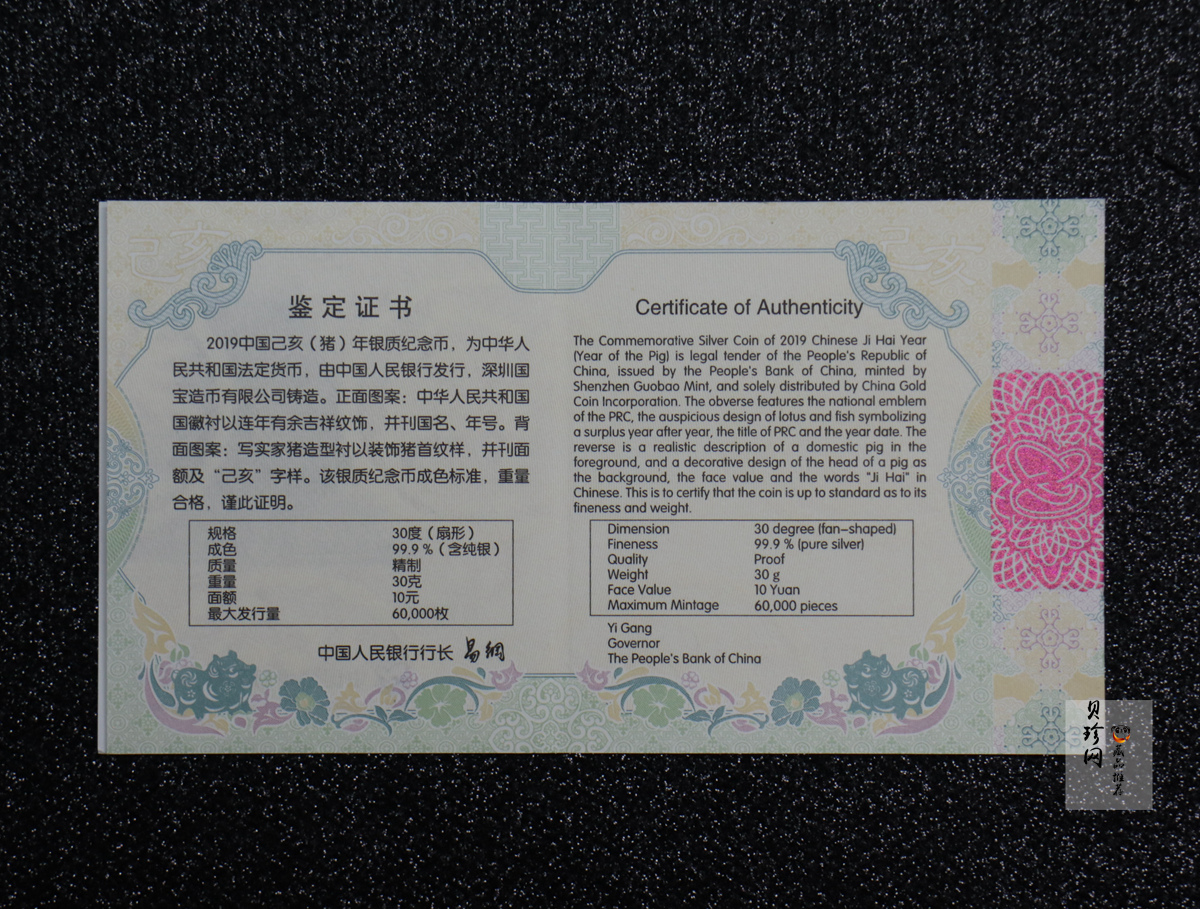 己亥
己亥
鉴定证书
2019中国己亥（猪）年银质纪念币，为中华人
民共和国法定货币，由中国人民银行发行，深圳国
宝造币有限公司铸造。正面图案：中华人民共和国
国徽衬以连年有余吉祥纹饰，并刊国名、年号。背
面图案：写实家猪造型衬以装饰猪首纹样，并刊面
额及“己亥”字样。该银质纪念币成色标准，重量
合格，谨此证明。
规格 30度（扇形）
成色 99.9％（含纯银）
质量 精制
重量 30克
面额 10元
最大发行量 60,000枚
中国人民银行行长 易纲
Certificate of Authenticity
The Commemorative Silver Coin of 2019 Chinese Ji Hai Year
(Year of the Pig) is legal tender of the People's Republic of
China, issued by the People's Bank of China, minted by
Shenzhen Guobao Mint, and solely distributed by China Gold
Coin Incorporation. The obverse features the national emblem
of the PRC, the auspicious design of lotus and fish symbolizing
a surplus year after year, the title of PRC and the year date. The
reverse is a realistic description of a domestic pig in the
foreground, and a decorative design of the head of a pig as
the background, the face value and the words "Ji Hai" in
Chinese. This is to certify that the coin is up to standard as to its
fineness and weight.
Dimension 30 degree (fan-shaped)
Fineness 99.9 % (pure silver)
Quality Proof
Weight 30 g
Face Value 10 Yuan
Maximum Mintage 60,000 pieces
Yi Gang
Governor
The People's Bank of China
贝珍网
藏品推荐